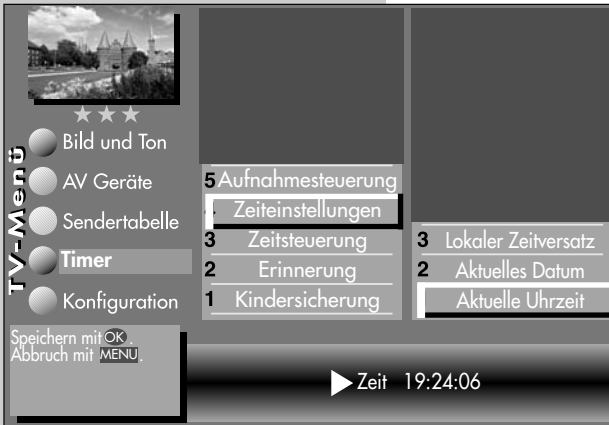 TV-Menü
Bild und Ton
AV Geräte
Sendertabelle
Timer
Konfiguration
5 Aufnahmesteuerung
Zeiteinstellungen
3 Zeitsteuerung
2 Erinnerung
1 Kindersicherung
3 Lokaler Zeitversatz
2 Aktuelles Datum
Aktuelle Uhrzeit
Speichern mit OK.
Abbruch mit MENU.
Zeit 19:24:06